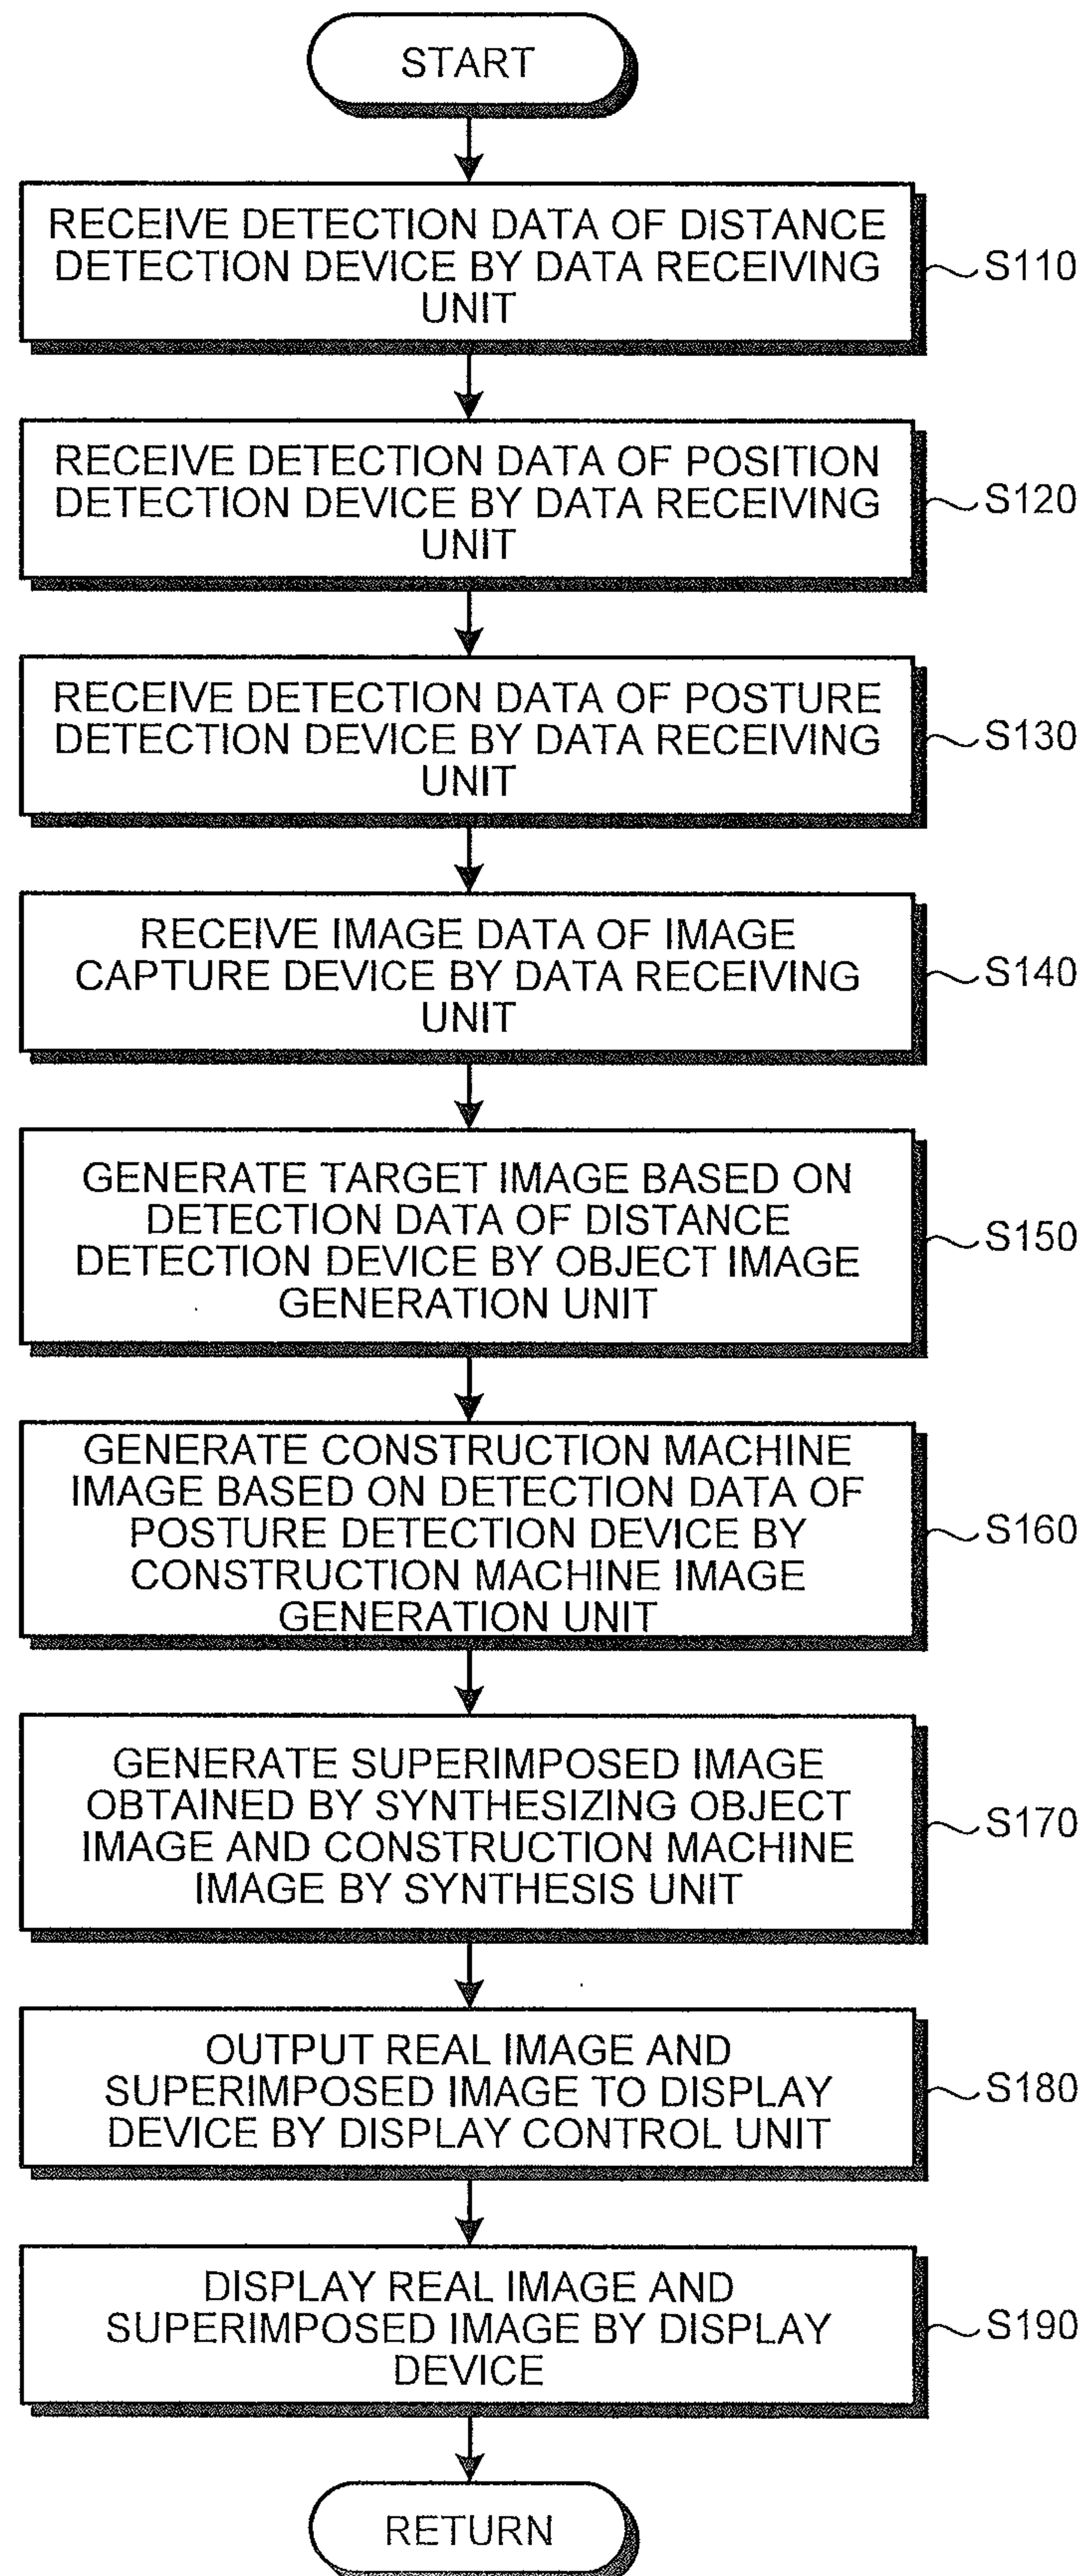 START
RECEIVE DETECTION DATA OF DISTANCE
DETECTION DEVICE BY DATA RECEIVING
UNIT
S110
RECEIVE DETECTION DATA OF POSITION
DETECTION DEVICE BY DATA RECEIVING
UNIT
S120
RECEIVE DETECTION DATA OF POSTURE
DETECTION DEVICE BY DATA RECEIVING
UNIT
S130
RECEIVE IMAGE DATA OF IMAGE
CAPTURE DEVICE BY DATA RECEIVING
UNIT
S140
GENERATE TARGET IMAGE BASED ON
DETECTION DATA OF DISTANCE
DETECTION DEVICE BY OBJECT IMAGE
GENERATION UNIT
S150
GENERATE CONSTRUCTION MACHINE
IMAGE BASED ON DETECTION DATA OF
POSTURE DETECTION DEVICE BY
CONSTRUCTION MACHINE IMAGE
GENERATION UNIT
S160
GENERATE SUPERIMPOSED IMAGE
OBTAINED BY SYNTHESIZING OBJECT
IMAGE AND CONSTRUCTION MACHINE
IMAGE BY SYNTHESIS UNIT
S170
OUTPUT REAL IMAGE AND
SUPERIMPOSED IMAGE TO DISPLAY
DEVICE BY DISPLAY CONTROL UNIT
S180
DISPLAY REAL IMAGE AND
SUPERIMPOSED IMAGE BY DISPLAY
DEVICE
S190
RETURN